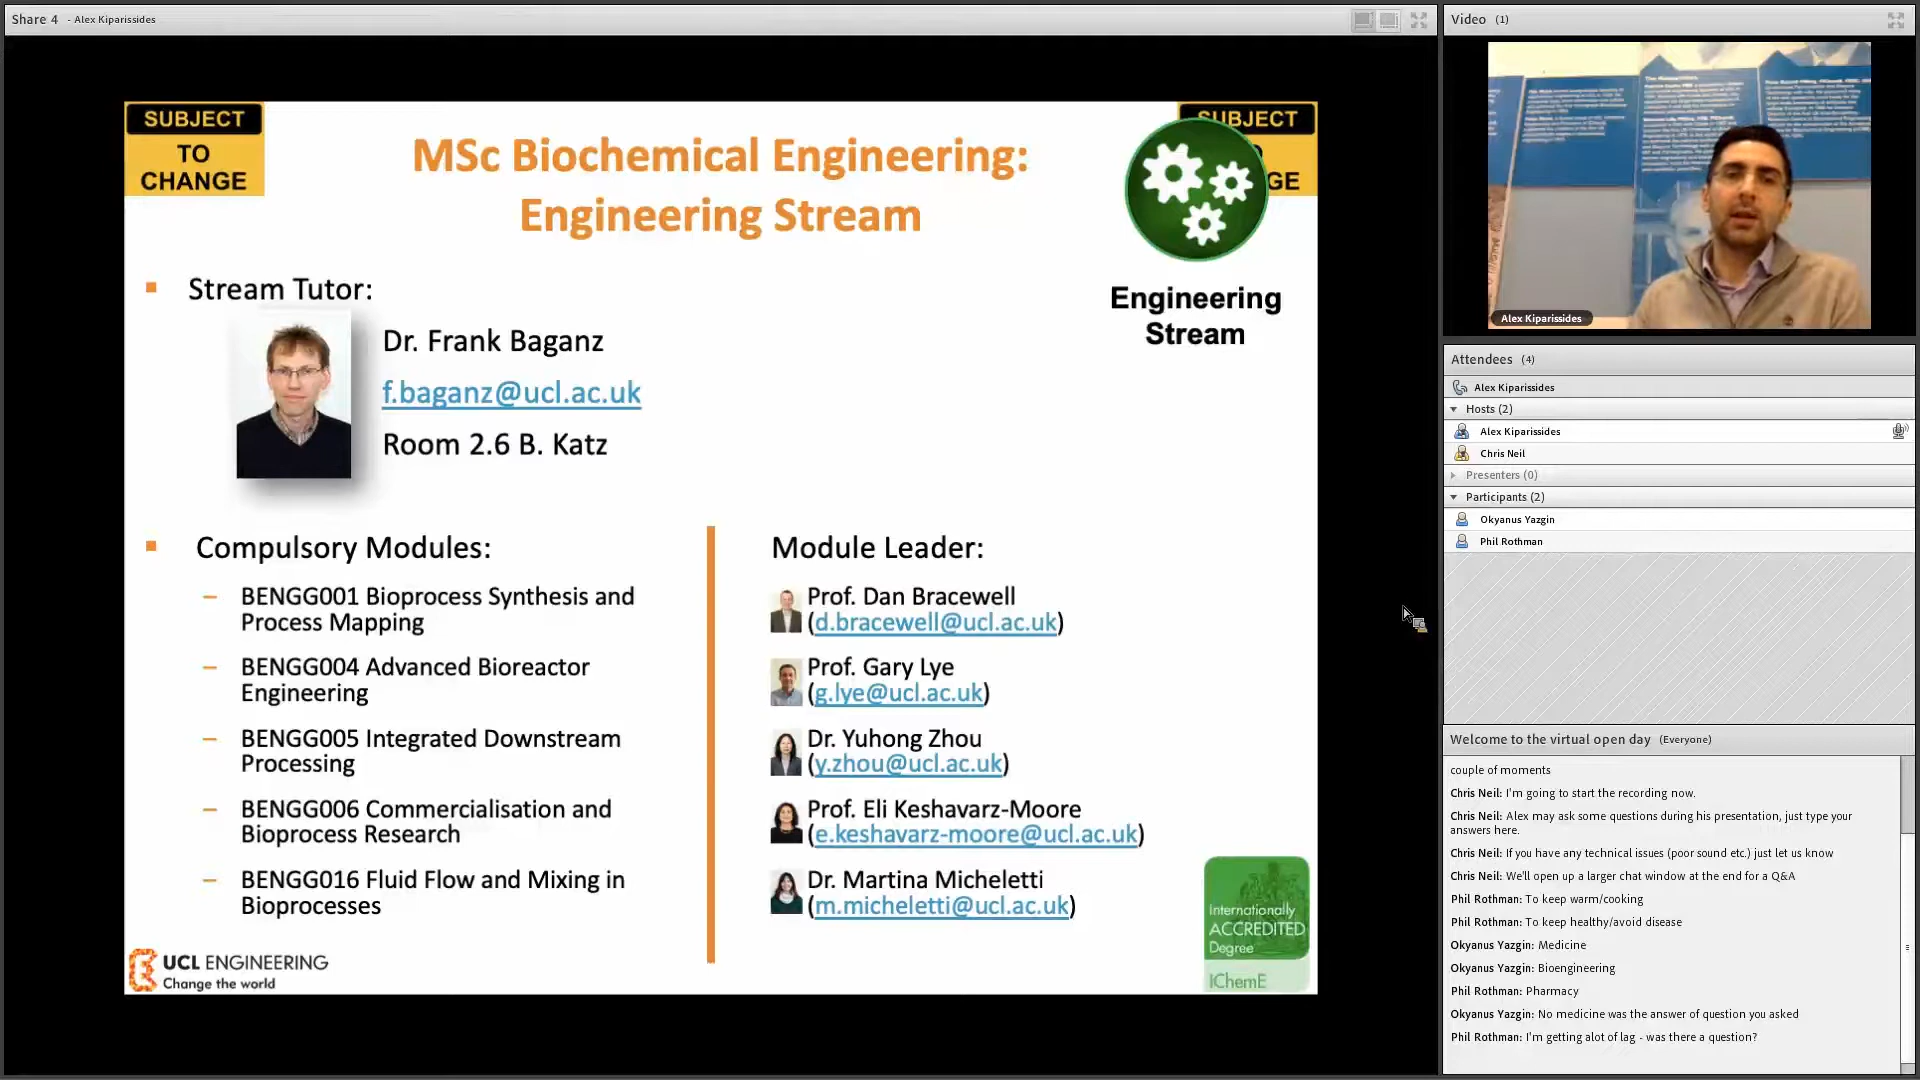 Share 4 - Alex Kiparissides
SUBJECT
TO
CHANGE
MSc Biochemical Engineering:
Engineering Stream
SUBJECT
GE
Engineering
Stream
Stream Tutor:
Dr. Frank Baganz
f.baganz@ucl.ac.uk
Room 2.6 B. Katz
Compulsory Modules:
– BENGG001 Bioprocess Synthesis and
Process Mapping
– BENGG004 Advanced Bioreactor
Engineering
– BENGG005 Integrated Downstream
Processing
– BENGG006 Commercialisation and
Bioprocess Research
– BENGG016 Fluid Flow and Mixing in
Bioprocesses
Module Leader:
Prof. Dan Bracewell
(d.bracewell@ucl.ac.uk)
Prof. Gary Lye
(g.lye@ucl.ac.uk)
Dr. Yuhong Zhou
(y.zhou@ucl.ac.uk)
Prof. Eli Keshavarz-Moore
(e.keshavarz-moore@ucl.ac.uk)
Dr. Martina Micheletti
(m.micheletti@ucl.ac.uk)
UCL ENGINEERING
Change the world
Internationally
ACCREDITED
Degree
IChemE
Video (1)
Alex Kiparissides
Attendees (4)
Alex Kiparissides
Hosts (2)
Alex Kiparissides
Chris Neil
Presenters (0)
Participants (2)
Okyanus Yazgin
Phil Rothman
Welcome to the virtual open day (Everyone)
couple of moments
Chris Neil: I'm going to start the recording now.
Chris Neil: Alex may ask some questions during his presentation, just type your
answers here.
Chris Neil: If you have any technical issues (poor sound etc.) just let us know
Chris Neil: We'll open up a larger chat window at the end for a Q&A
Phil Rothman: To keep warm/cooking
Phil Rothman: To keep healthy/avoid disease
Okyanus Yazgin: Medicine
Okyanus Yazgin: Bioengineering
Phil Rothman: Pharmacy
Okyanus Yazgin: No medicine was the answer of question you asked
Phil Rothman: I'm getting alot of lag - was there a question?